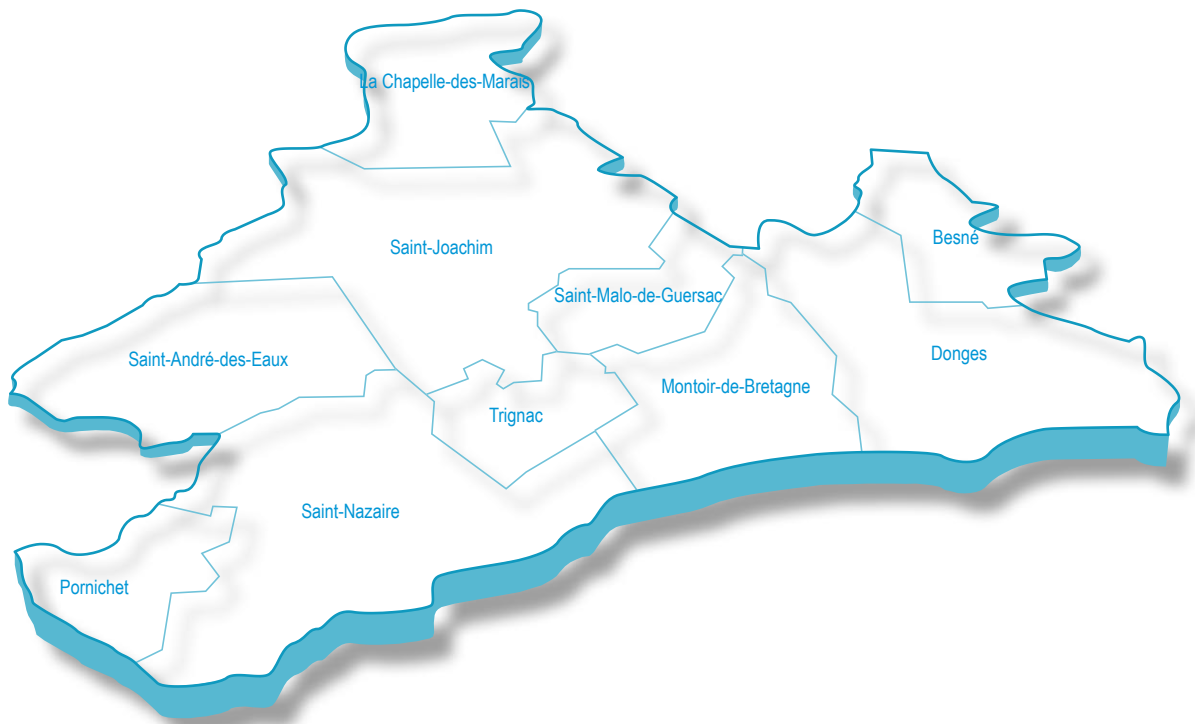 La Chapelle-des-Marais
Saint-Joachim
Besné
Saint-Malo-de-Guersac
Saint-André-des-Eaux
Donges
Montoir-de-Bretagne
Trignac
Saint-Nazaire
Pornichet